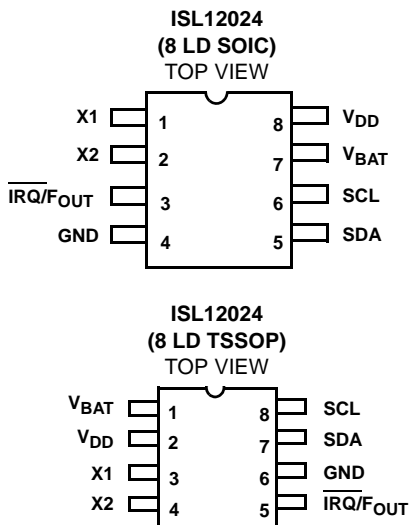 ISL12024
(8 LD SOIC)
TOP VIEW
X1 1 8 VDD
X2 2 7 VBAT
IRQ/FOUT 3 6 SCL
GND 4 5 SDA
ISL12024
(8 LD TSSOP)
TOP VIEW
VBAT 1 8 SCL
VDD 2 7 SDA
X1 3 6 GND
X2 4 5 IRQ/FOUT